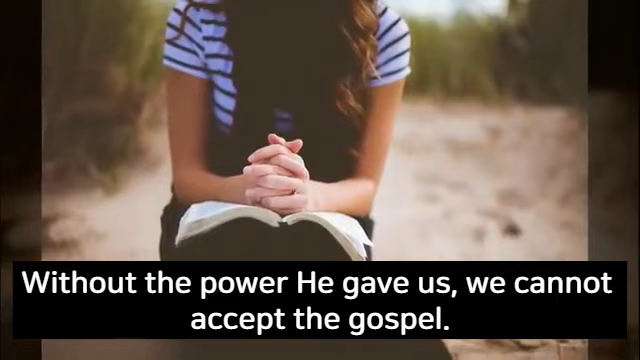 Without the power He gave us, we cannot
accept the gospel.